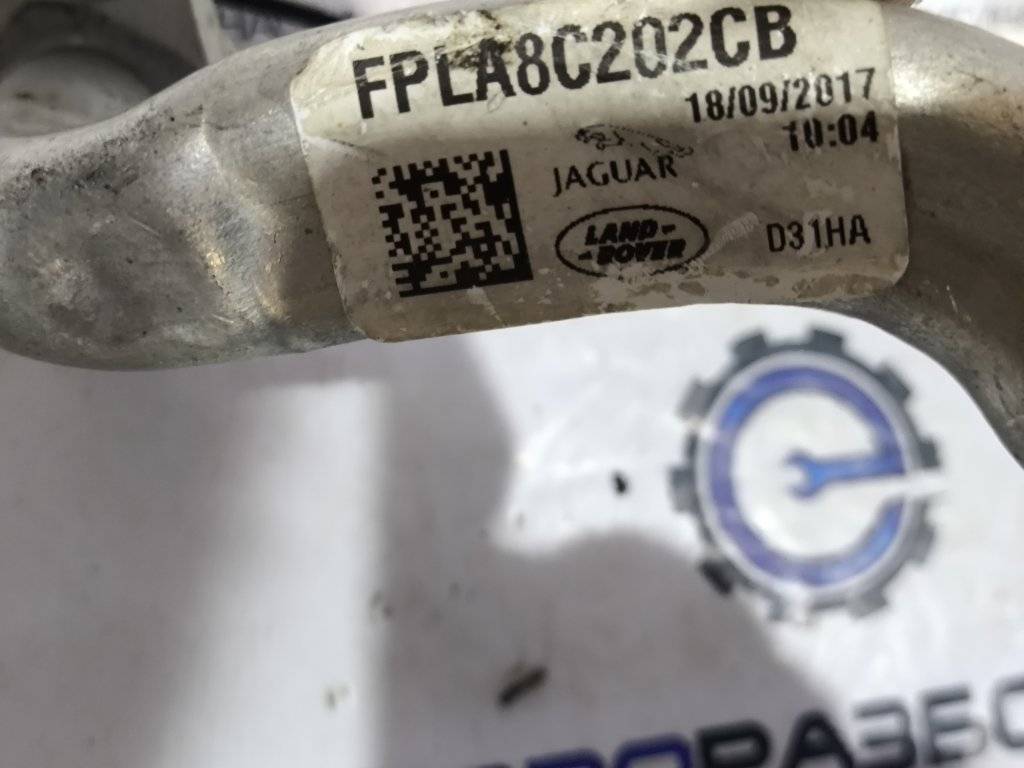 FPLA8C202CB
18/09/2017
10:04
JAGUAR
LAND-
-ROVER
D31HA